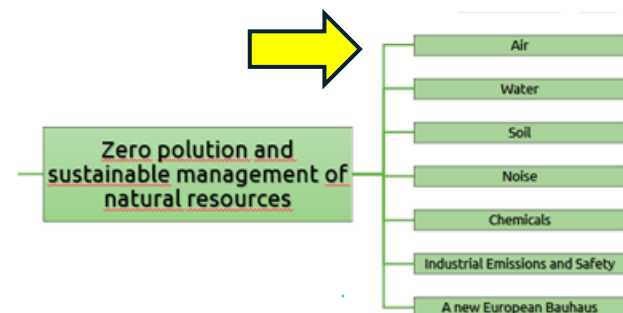 Zero polution and
sustainable management of
natural resources
Air
Water
Soil
Noise
Chemicals
Industrial Emissions and Safety
A new European Bauhaus